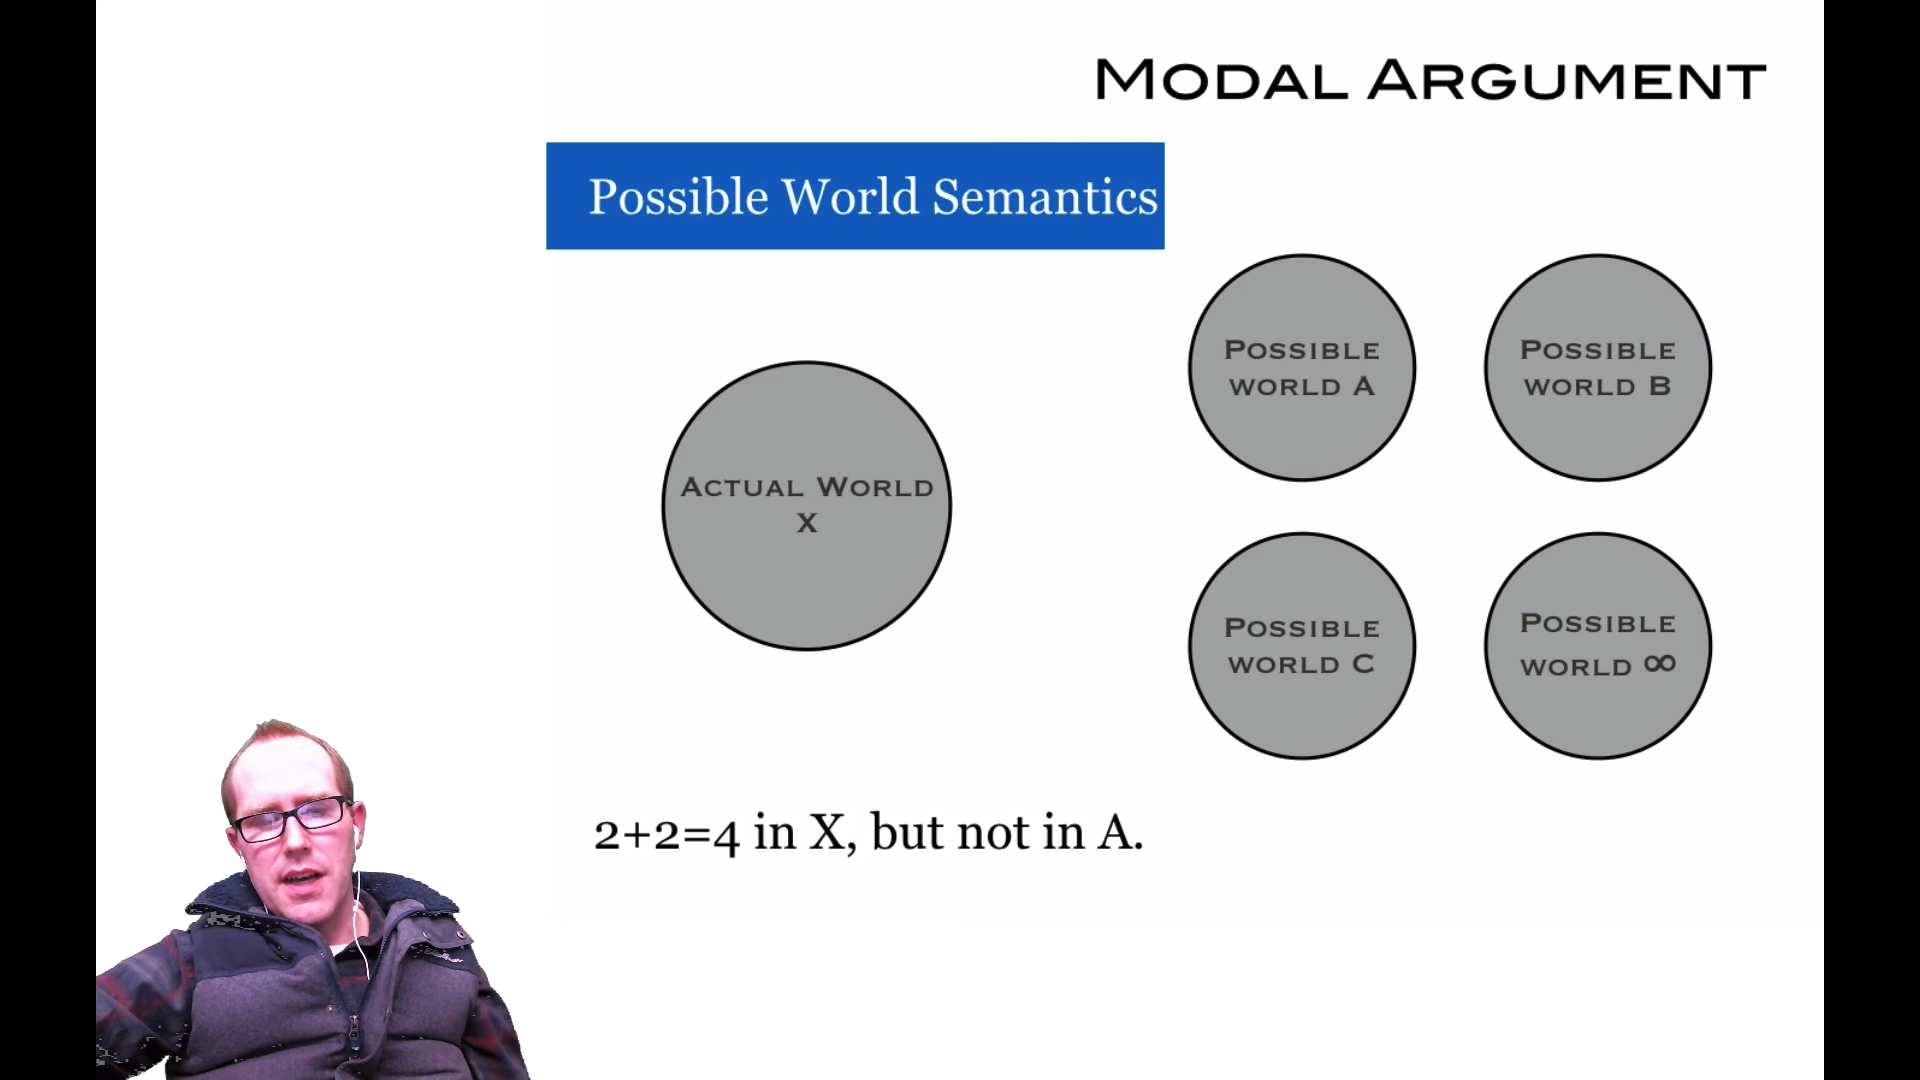 MODAL ARGUMENT
Possible World Semantics
POSSIBLE
WORLD A
POSSIBLE
WORLD B
ACTUAL WORLD
X
POSSIBLE
WORLD C
POSSIBLE
WORLD ∞
2+2=4 in X, but not in A.